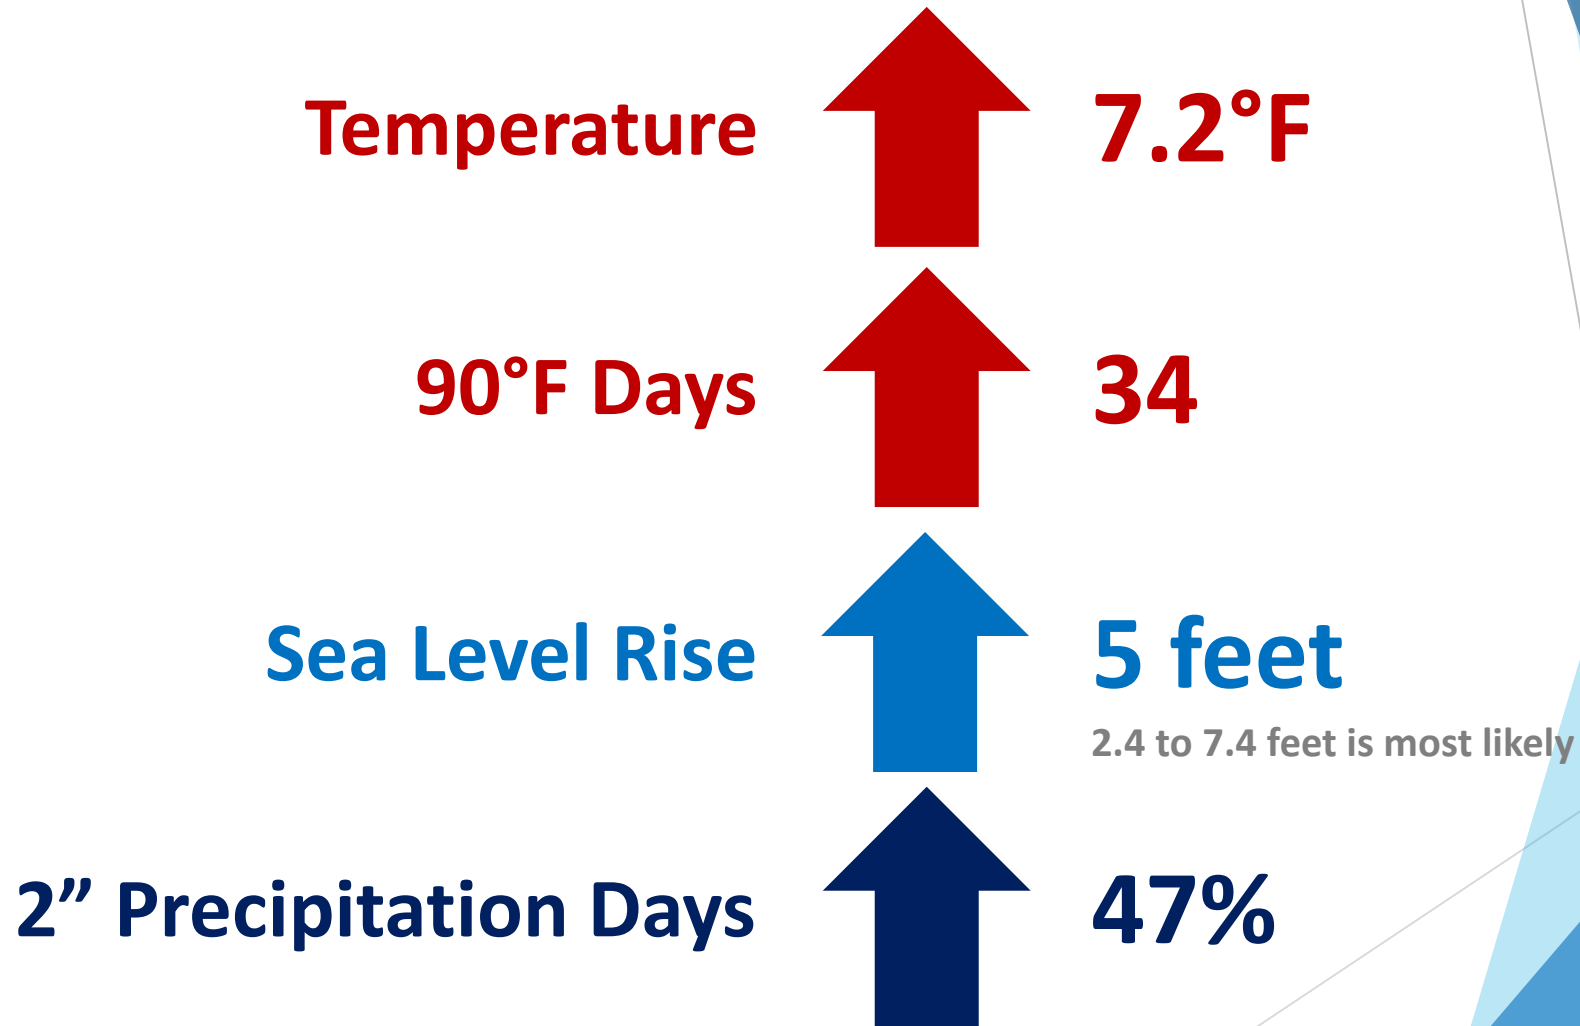 Temperature 7.2°F
90°F Days 34
Sea Level Rise 5 feet
2.4 to 7.4 feet is most likely
2” Precipitation Days 47%